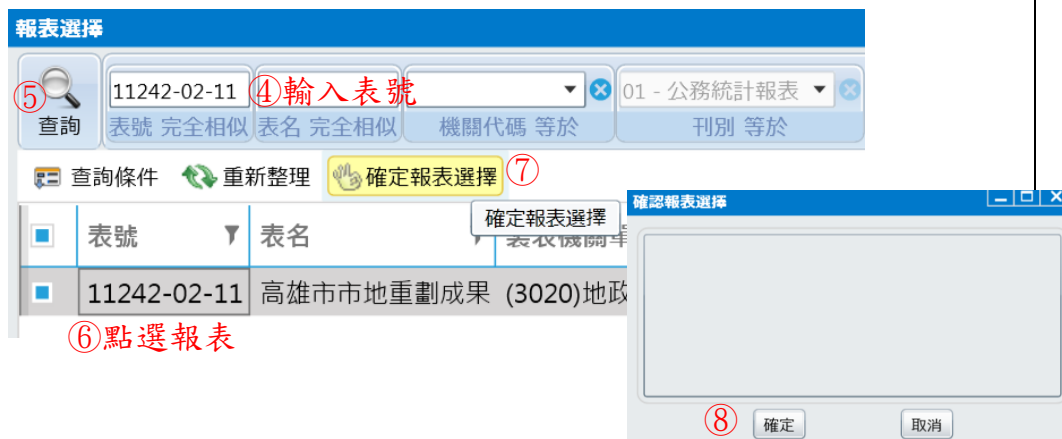 報表選擇
⑤ 11242-02-11 ④輸入表號 01 - 公務統計報表
查詢 表號 完全相似 表名 完全相似 機關代碼 等於 刊別 等於
查詢條件 重新整理 確定報表選擇 ⑦
確定報表選擇
表號 表名
11242-02-11 高雄市市地重劃成果 (3020)地政
⑥點選報表
確認報表選擇
⑧ 確定 取消